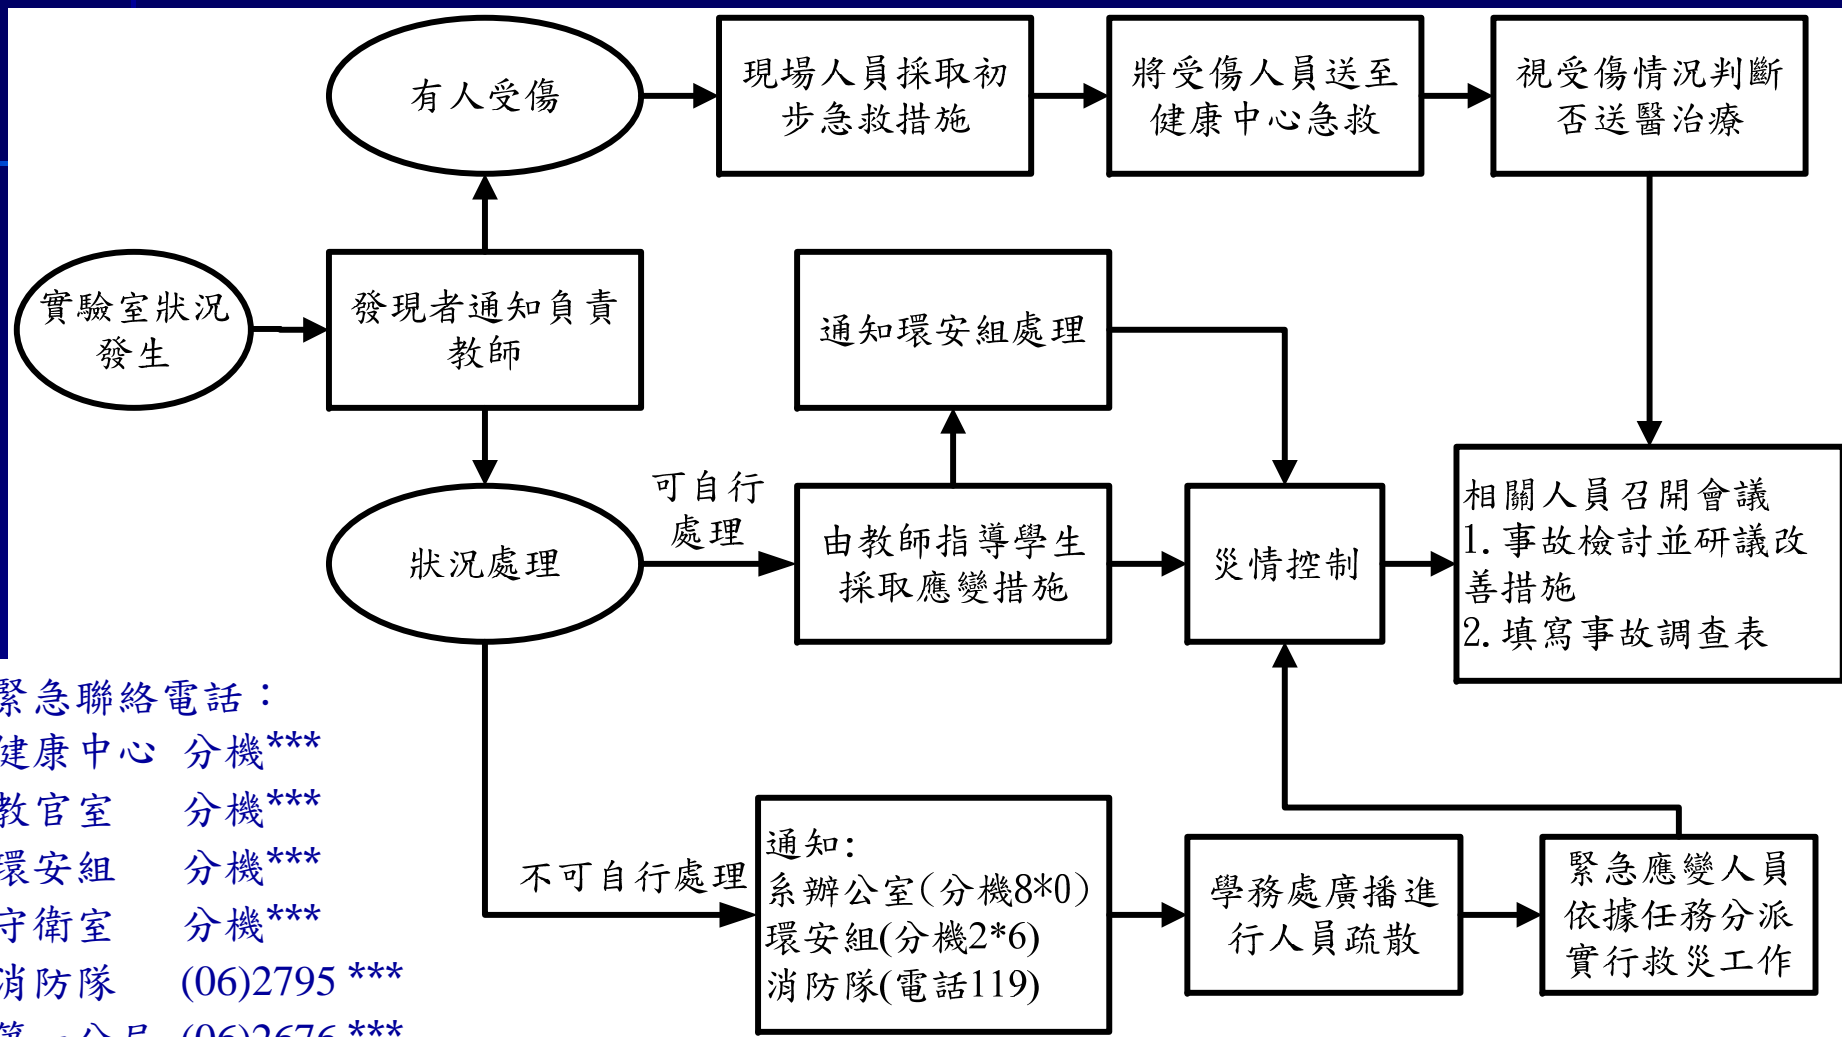 有人受傷
現場人員採取初
步急救措施
將受傷人員送至
健康中心急救
視受傷情況判斷
否送醫治療
實驗室狀況
發生
發現者通知負責
教師
通知環安組處理
狀況處理
可自行
處理
由教師指導學生
採取應變措施
災情控制
相關人員召開會議
1. 事故檢討並研議改
善措施
2. 填寫事故調查表
不可自行處理
通知:
系辦公室(分機8*0)
環安組(分機2*6)
消防隊(電話119)
學務處廣播進
行人員疏散
緊急應變人員
依據任務分派
實行救災工作
緊急聯絡電話：
健康中心 分機***
教官室 分機***
環安組 分機***
守衛室 分機***
消防隊 (06)2795 ***
第一分局 (06)2676 ***